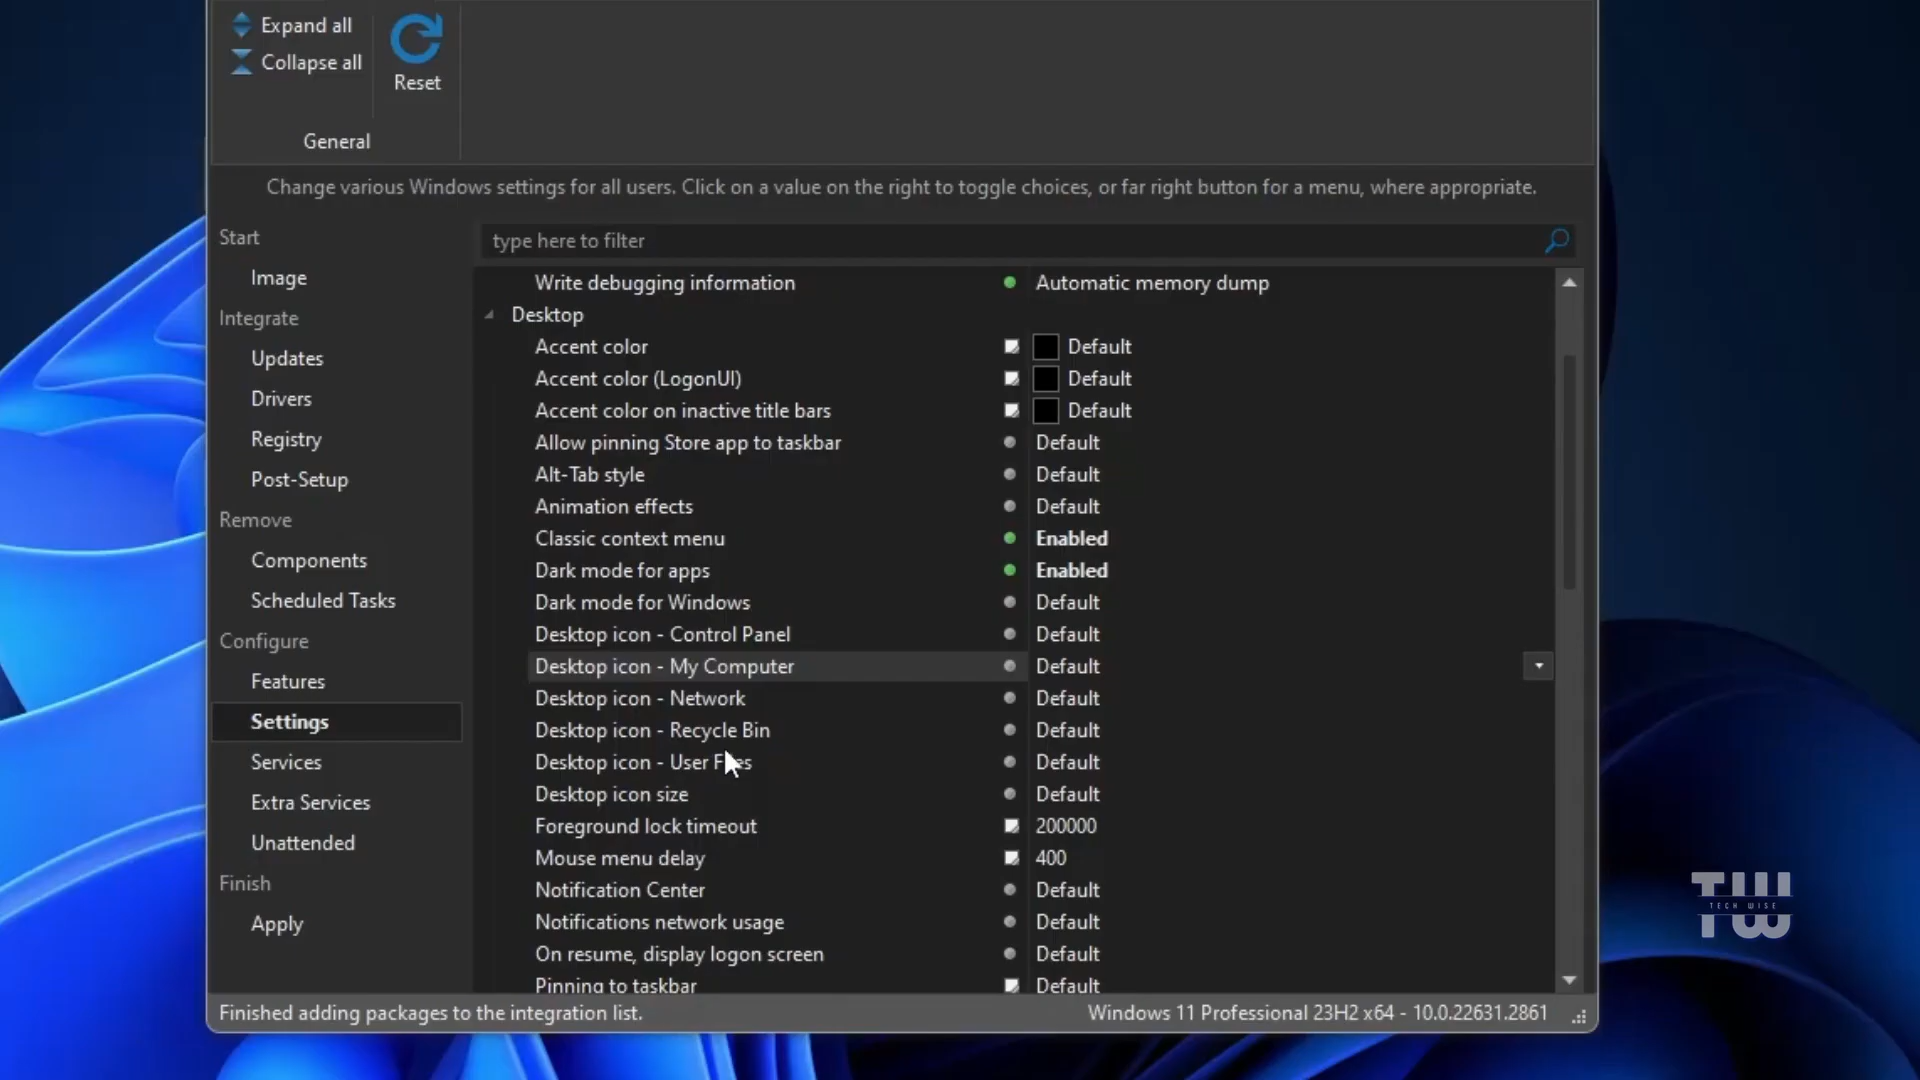 Expand all
Collapse all
Reset
General
Change various Windows settings for all users. Click on a value on the right to toggle choices, or far right button for a menu, where appropriate.
Start
Image
Integrate
Updates
Drivers
Registry
Post-Setup
Remove
Components
Scheduled Tasks
Configure
Features
Settings
Services
Extra Services
Unattended
Finish
Apply
type here to filter
Write debugging information Automatic memory dump
Desktop
Accent color Default
Accent color (LogonUI) Default
Accent color on inactive title bars Default
Allow pinning Store app to taskbar Default
Alt-Tab style Default
Animation effects Default
Classic context menu Enabled
Dark mode for apps Enabled
Dark mode for Windows Default
Desktop icon - Control Panel Default
Desktop icon - My Computer Default
Desktop icon - Network Default
Desktop icon - Recycle Bin Default
Desktop icon - User Files Default
Desktop icon size Default
Foreground lock timeout 200000
Mouse menu delay 400
Notification Center Default
Notifications network usage Default
On resume, display logon screen Default
Pinning to taskbar Default
Finished adding packages to the integration list.
Windows 11 Professional 23H2 x64 - 10.0.22631.2861
TW
TECH WISE